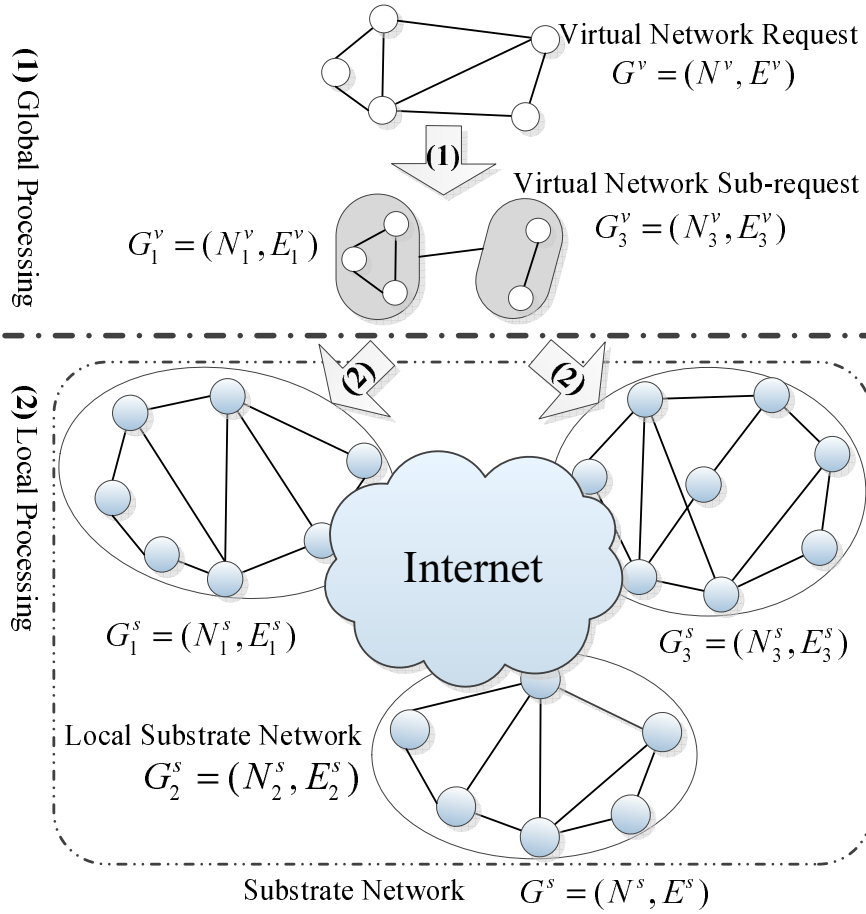 (1) Global Processing
Virtual Network Request
G^v = (N^v, E^v)
(1)
Virtual Network Sub-request
G_1^v = (N_1^v, E_1^v)
G_3^v = (N_3^v, E_3^v)
(2) Local Processing
(2)
(2)
Internet
G_1^s = (N_1^s, E_1^s)
G_3^s = (N_3^s, E_3^s)
Local Substrate Network
G_2^s = (N_2^s, E_2^s)
Substrate Network G^s = (N^s, E^s)